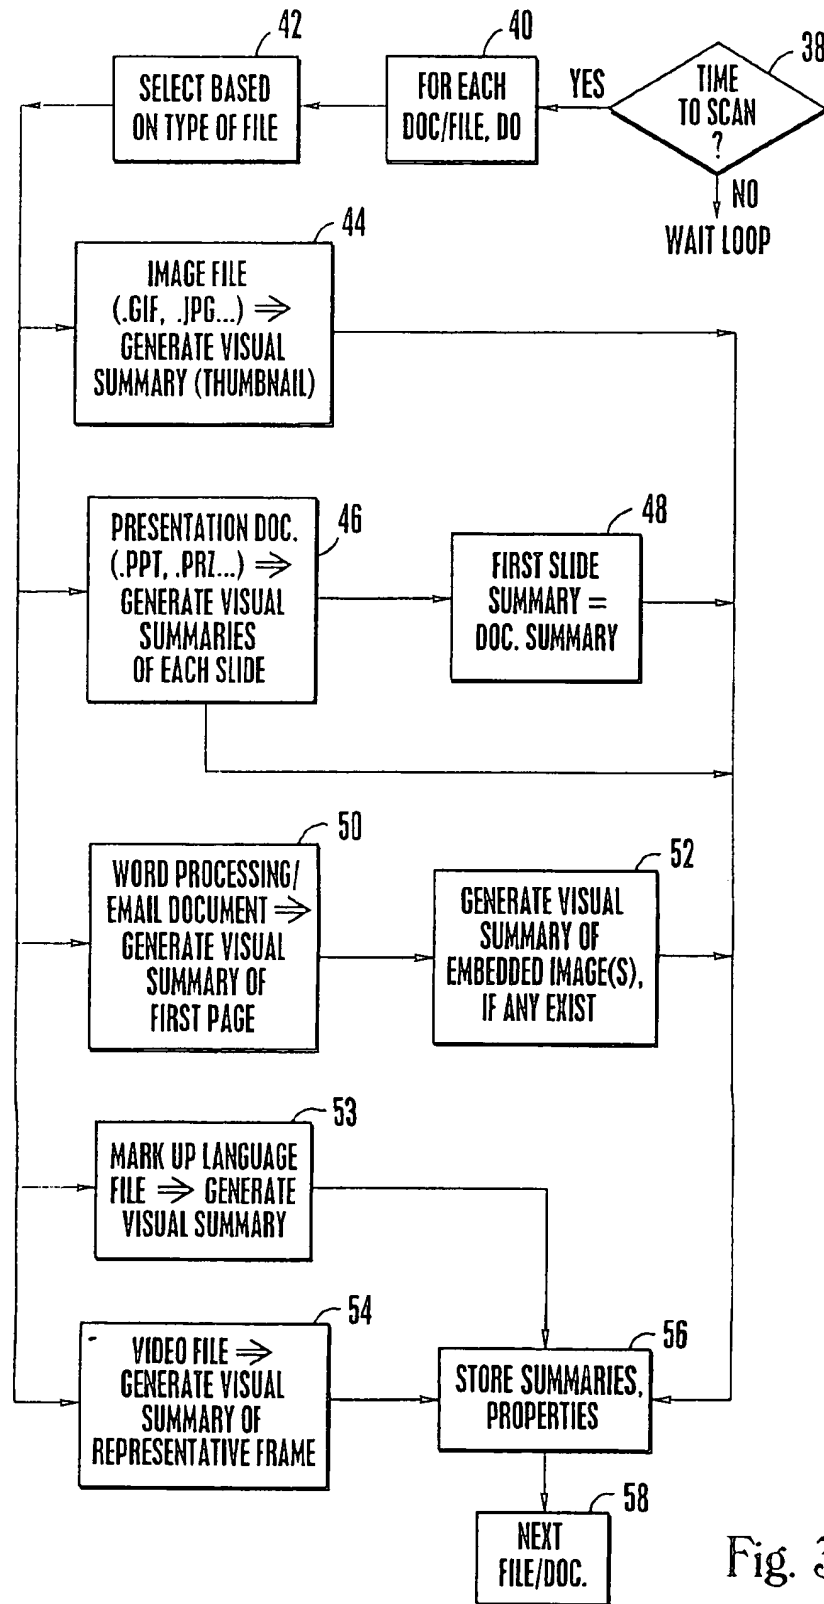 42
SELECT BASED
ON TYPE OF FILE
40
FOR EACH
DOC/FILE, DO
YES
38
TIME
TO SCAN
?
NO
WAIT LOOP
44
IMAGE FILE
(.GIF, .JPG...) ⇒
GENERATE VISUAL
SUMMARY (THUMBNAIL)
46
PRESENTATION DOC.
(.PPT, .PRZ...) ⇒
GENERATE VISUAL
SUMMARIES
OF EACH SLIDE
48
FIRST SLIDE
SUMMARY =
DOC. SUMMARY
50
WORD PROCESSING/
EMAIL DOCUMENT ⇒
GENERATE VISUAL
SUMMARY OF
FIRST PAGE
52
GENERATE VISUAL
SUMMARY OF
EMBEDDED IMAGE(S),
IF ANY EXIST
53
MARK UP LANGUAGE
FILE ⇒ GENERATE
VISUAL SUMMARY
54
VIDEO FILE ⇒
GENERATE VISUAL
SUMMARY OF
REPRESENTATIVE FRAME
56
STORE SUMMARIES,
PROPERTIES
58
NEXT
FILE/DOC.
Fig. 3